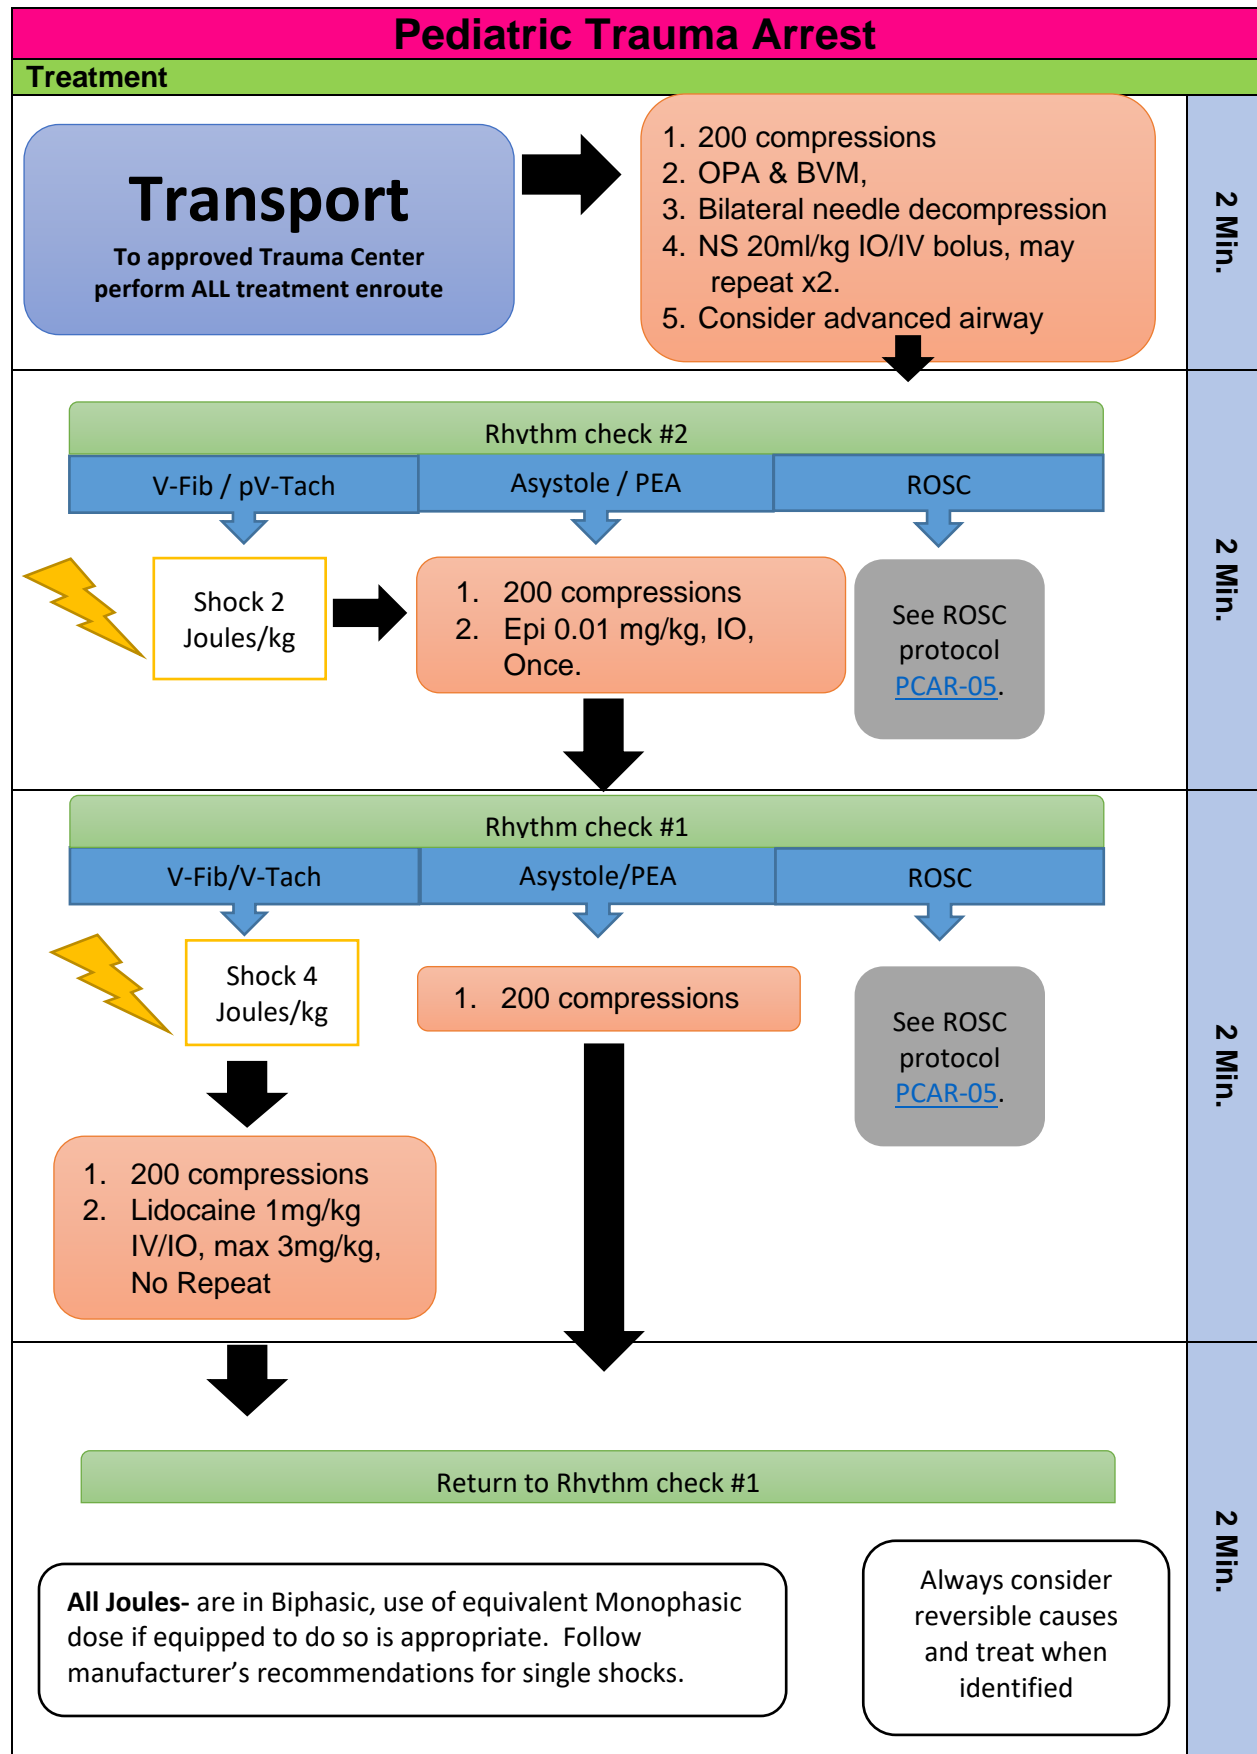 Pediatric Trauma Arrest
Treatment
Transport
To approved Trauma Center
perform ALL treatment enroute
1. 200 compressions
2. OPA & BVM,
3. Bilateral needle decompression
4. NS 20ml/kg IO/IV bolus, may
repeat x2.
5. Consider advanced airway
2 Min.
Rhythm check #2
V-Fib / pV-Tach
Asystole / PEA
ROSC
Shock 2
Joules/kg
1. 200 compressions
2. Epi 0.01 mg/kg, IO,
Once.
See ROSC
protocol
PCAR-05.
2 Min.
Rhythm check #1
V-Fib/V-Tach
Asystole/PEA
ROSC
Shock 4
Joules/kg
1. 200 compressions
See ROSC
protocol
PCAR-05.
1. 200 compressions
2. Lidocaine 1mg/kg
IV/IO, max 3mg/kg,
No Repeat
2 Min.
Return to Rhythm check #1
All Joules- are in Biphasic, use of equivalent Monophasic
dose if equipped to do so is appropriate. Follow
manufacturer’s recommendations for single shocks.
Always consider
reversible causes
and treat when
identified
2 Min.